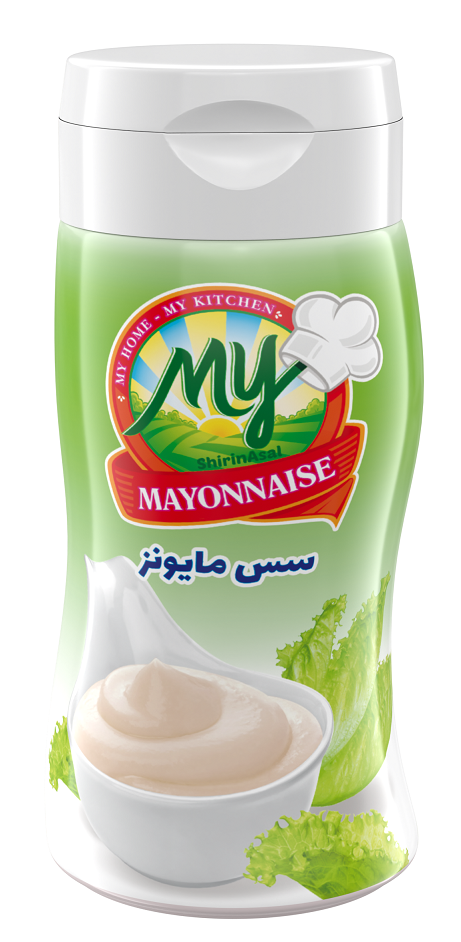 MY HOME - MY KITCHEN
My
ShirinAsal
MAYONNAISE
سس مایونز